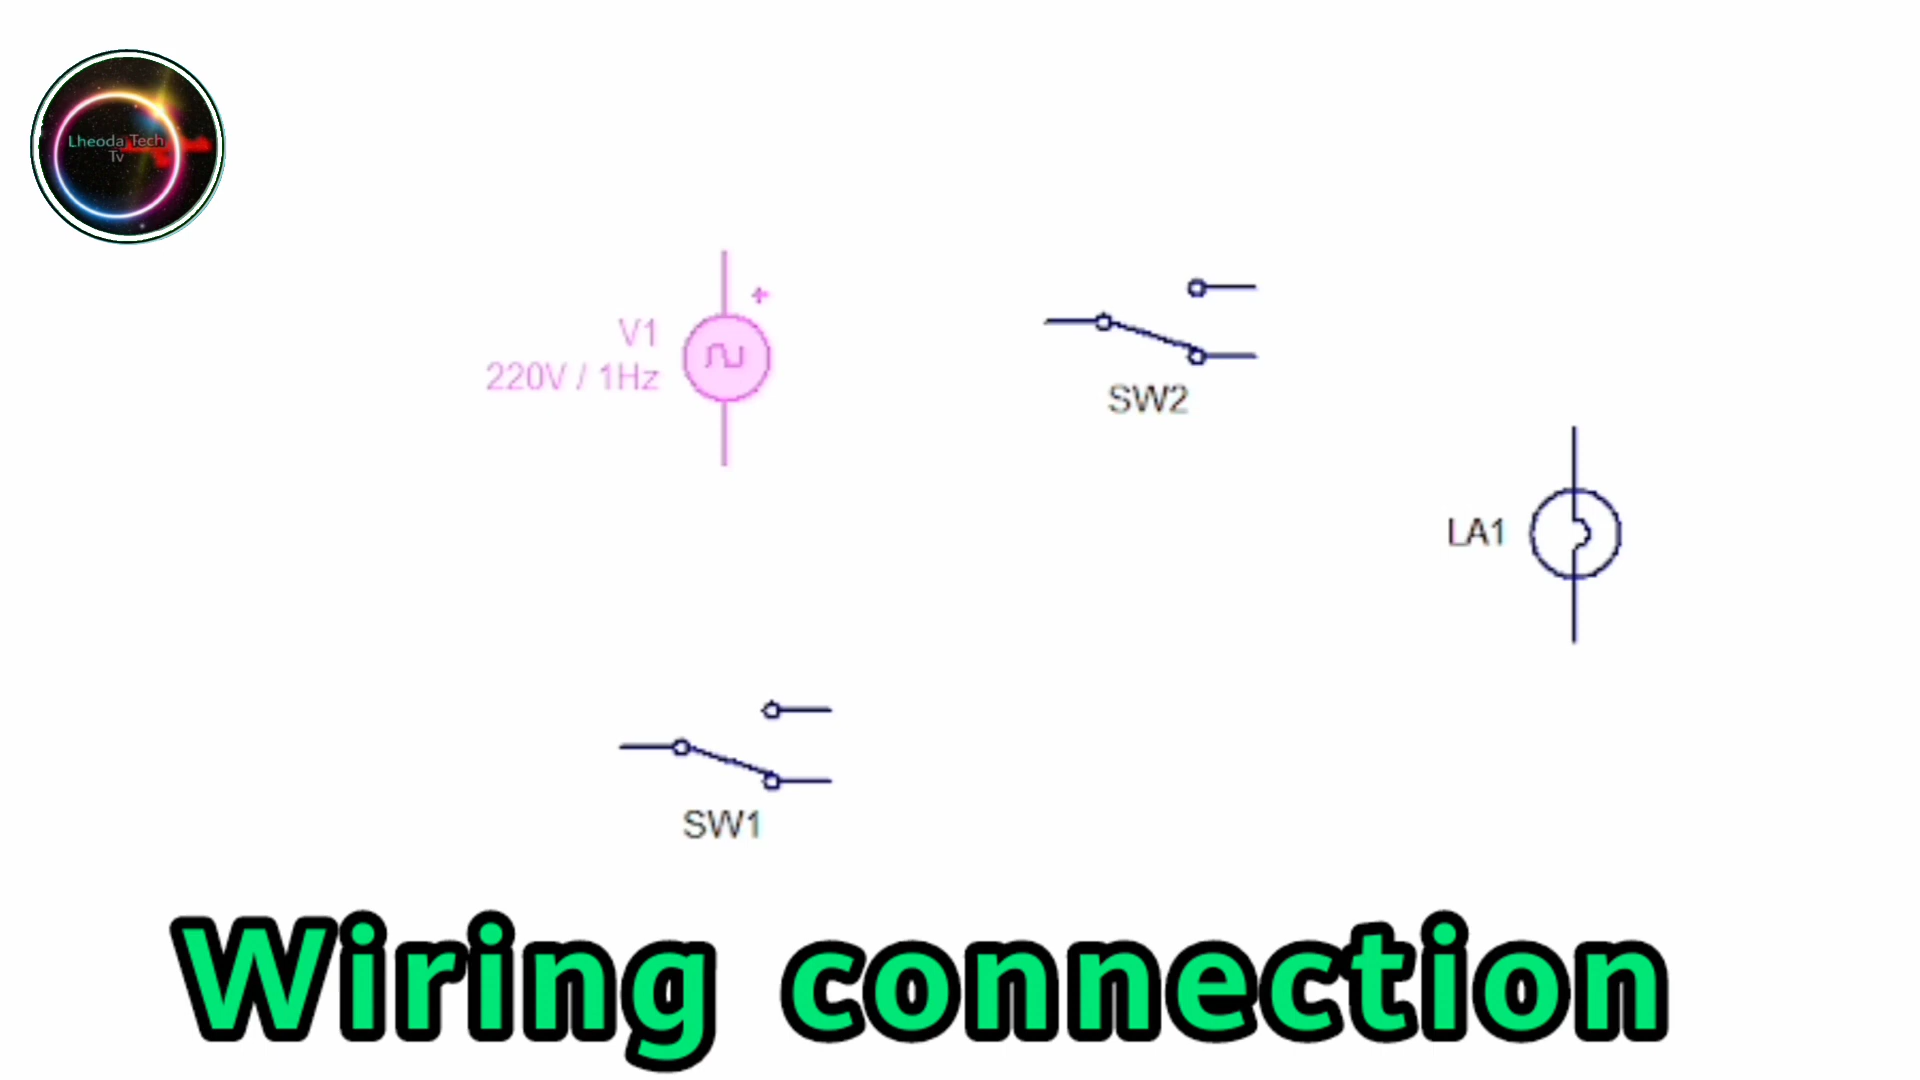 Lheoda Tech
Tv
V1
220V / 1Hz
SW2
LA1
SW1
Wiring connection